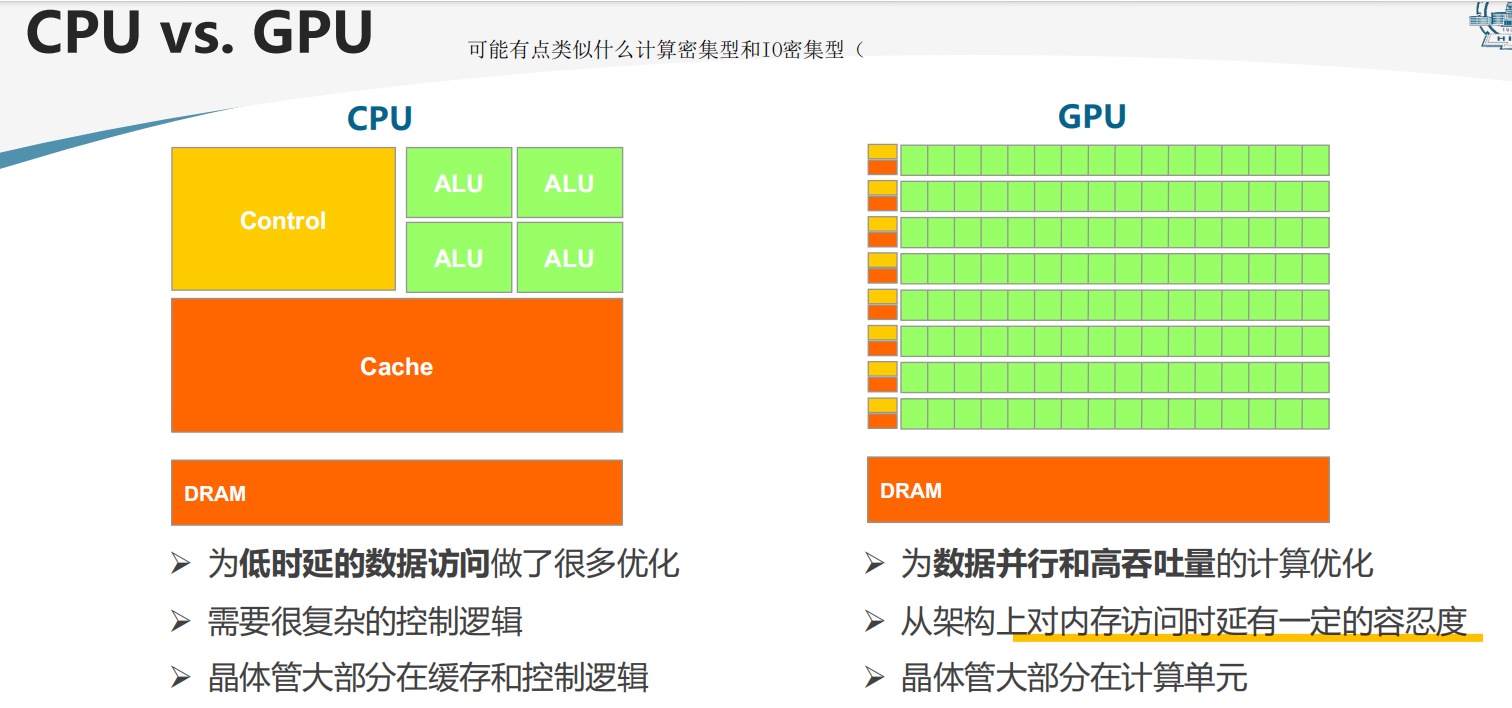 CPU vs. GPU
可能有点类似什么计算密集型和IO密集型（
CPU
Control
ALU
ALU
ALU
ALU
Cache
DRAM
为低时延的数据访问做了很多优化
需要很复杂的控制逻辑
晶体管大部分在缓存和控制逻辑
GPU
DRAM
为数据并行和高吞吐量的计算优化
从架构上对内存访问时延有一定的容忍度
晶体管大部分在计算单元